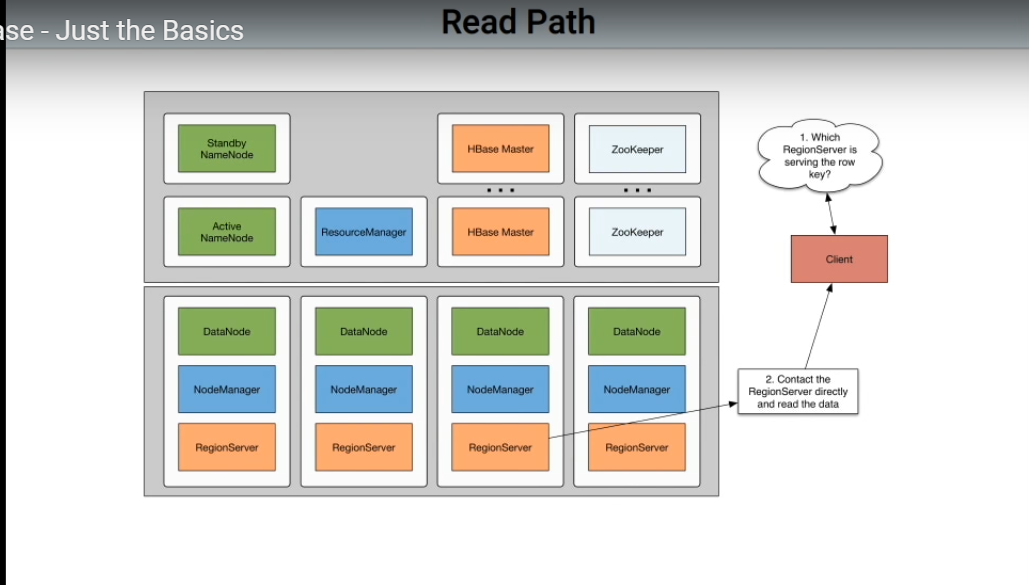 Read Path
ase - Just the Basics
Standby
NameNode
HBase Master
ZooKeeper
...
...
Active
NameNode
ResourceManager
HBase Master
ZooKeeper
1. Which
RegionServer is
serving the row
key?
Client
DataNode
DataNode
DataNode
DataNode
NodeManager
NodeManager
NodeManager
NodeManager
2. Contact the
RegionServer directly
and read the data
RegionServer
RegionServer
RegionServer
RegionServer